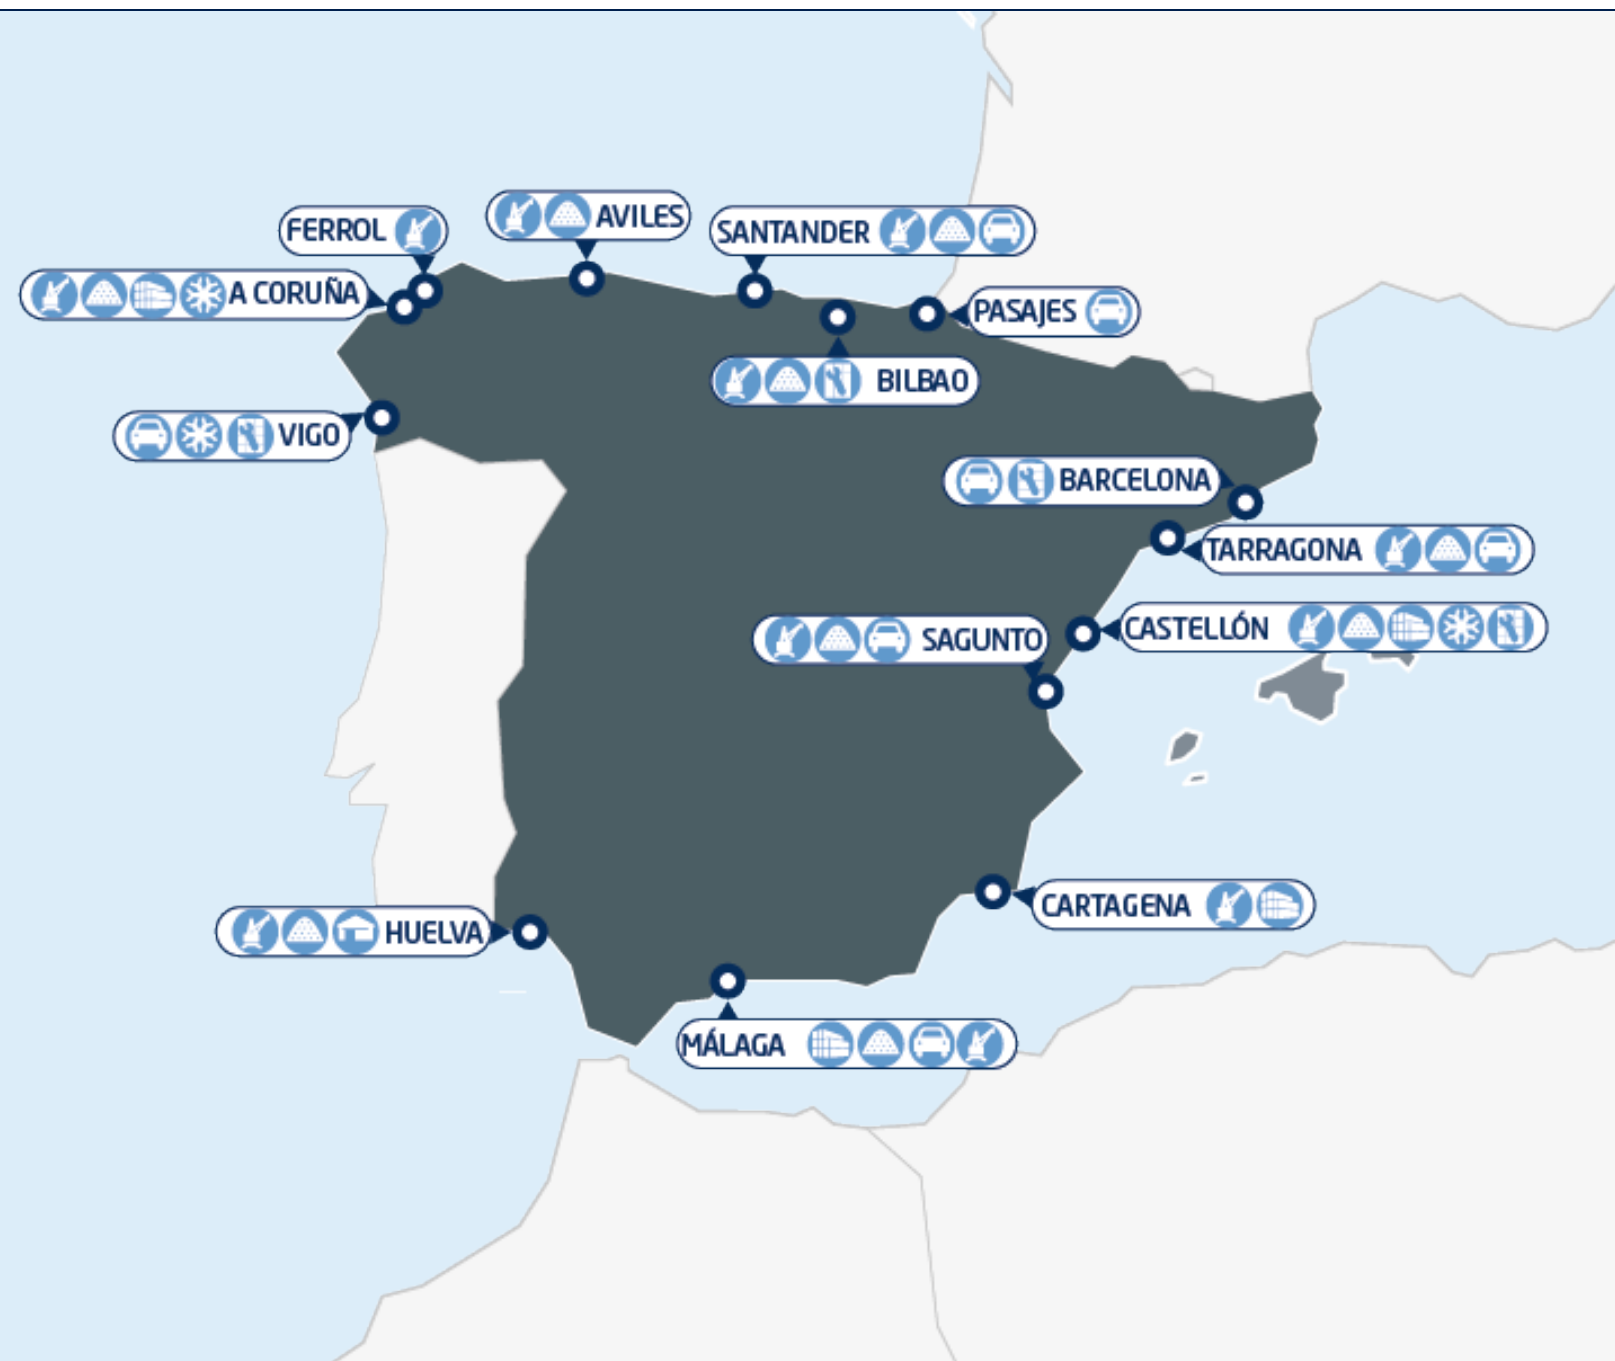 AVILES
FERROL
SANTANDER
A CORUÑA
PASAJES
BILBAO
VIGO
BARCELONA
TARRAGONA
CASTELLÓN
SAGUNTO
CARTAGENA
HUELVA
MÁLAGA